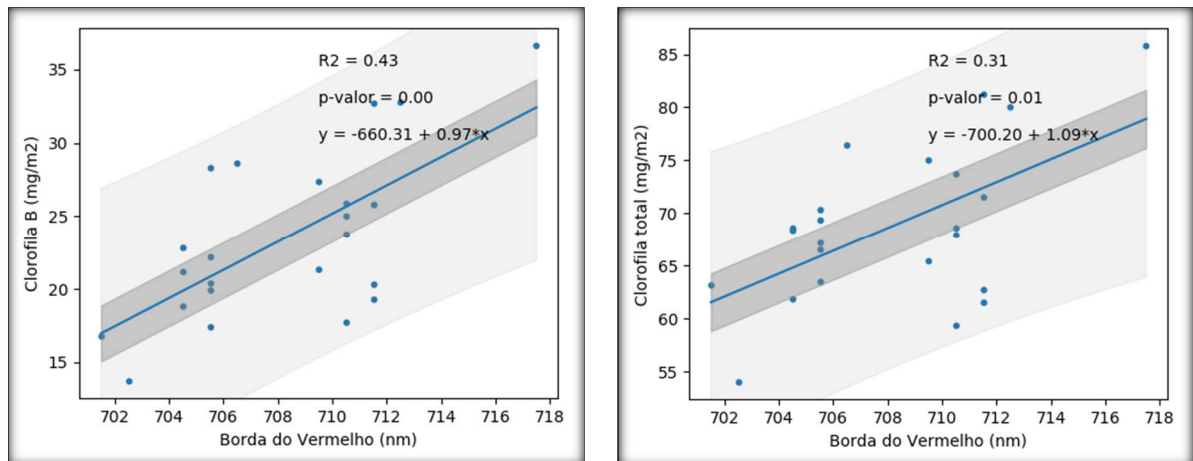 R2 = 0.43
p-valor = 0.00
y = -660.31 + 0.97*x
Clorofila B (mg/m2)
35
30
25
20
15
702 704 706 708 710 712 714 716 718
Borda do Vermelho (nm)
R2 = 0.31
p-valor = 0.01
y = -700.20 + 1.09*x
Clorofila total (mg/m2)
85
80
75
70
65
60
55
702 704 706 708 710 712 714 716 718
Borda do Vermelho (nm)